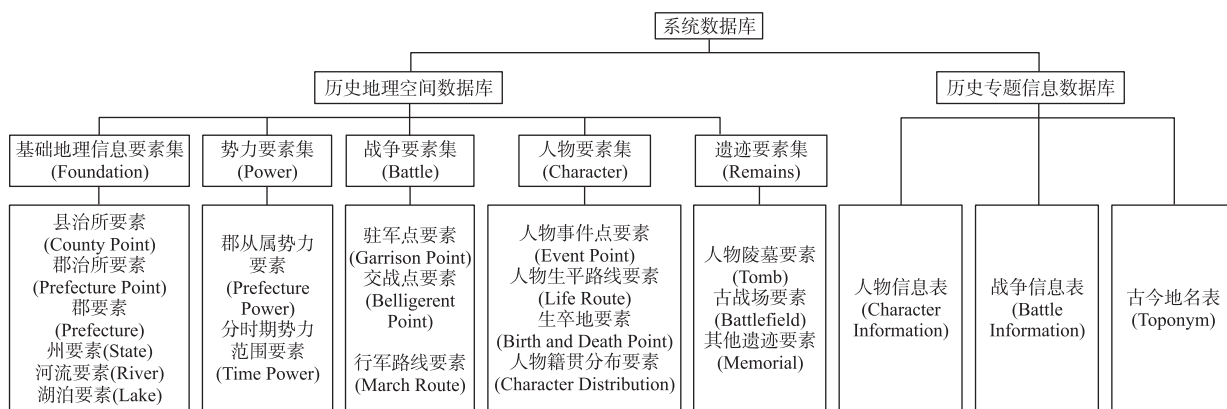 系统数据库
历史地理空间数据库
历史专题信息数据库
基础地理信息要素集
(Foundation)
势力要素集
(Power)
战争要素集
(Battle)
人物要素集
(Character)
遗迹要素集
(Remains)
县治所要素
(County Point)
郡治所要素
(Prefecture Point)
郡要素
(Prefecture)
州要素(State)
河流要素(River)
湖泊要素(Lake)
郡从属势力
要素
(Prefecture
Power)
分时期势力
范围要素
(Time Power)
驻军点要素
(Garrison Point)
交战点要素
(Belligerent
Point)
行军路线要素
(March Route)
人物事件点要素
(Event Point)
人物生平路线要素
(Life Route)
生卒地要素
(Birth and Death Point)
人物籍贯分布要素
(Character Distribution)
人物陵墓要素
(Tomb)
古战场要素
(Battlefield)
其他遗迹要素
(Memorial)
人物信息表
(Character
Information)
战争信息表
(Battle
Information)
古今地名表
(Toponym)